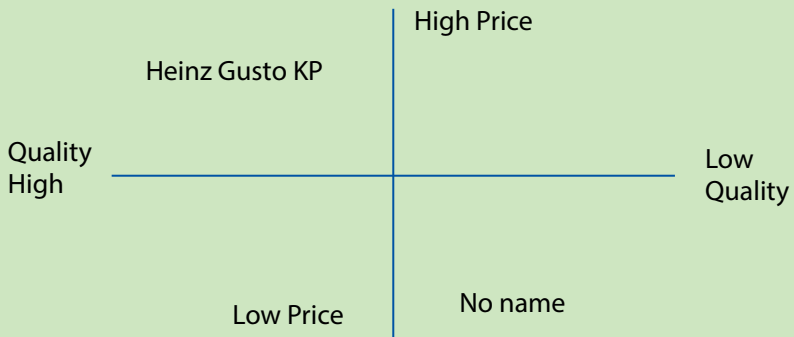 High Price
Heinz Gusto KP
Quality
High
Low
Quality
Low Price
No name